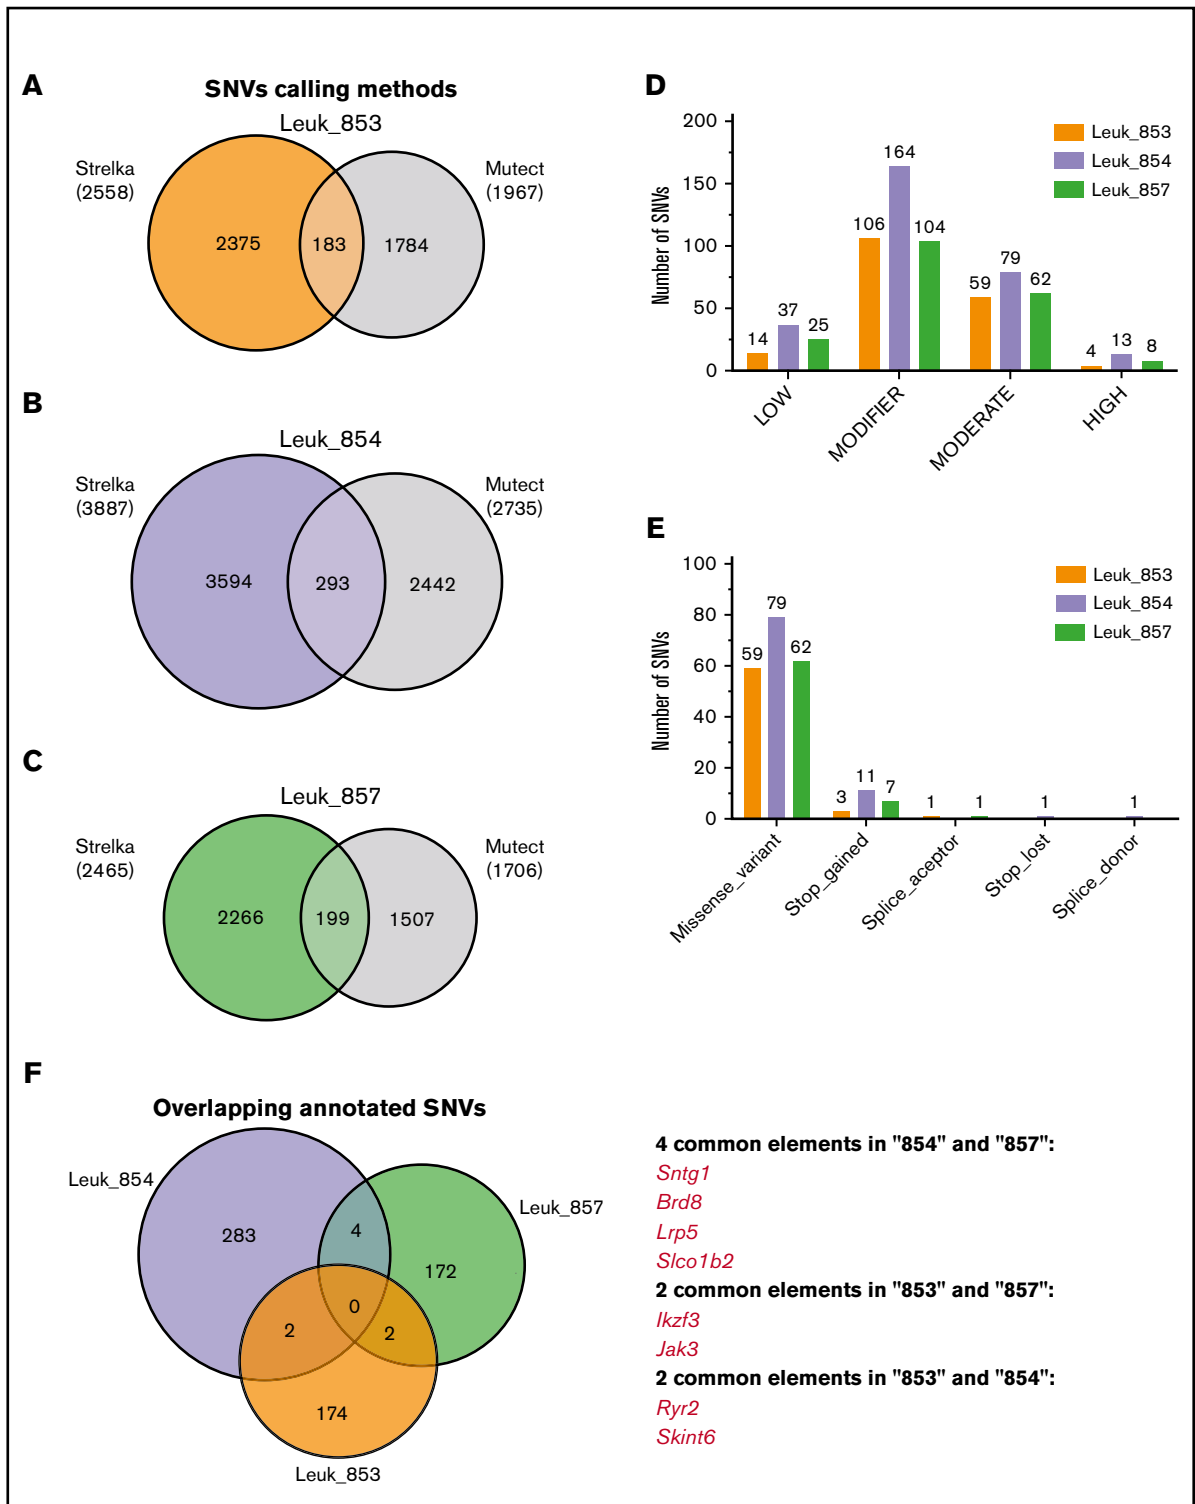 A
SNVs calling methods
Leuk_853
Strelka
(2558)
Mutect
(1967)
2375
183
1784
B
Leuk_854
Strelka
(3887)
Mutect
(2735)
3594
293
2442
C
Leuk_857
Strelka
(2465)
Mutect
(1706)
2266
199
1507
D
Number of SNVs
200
150
100
50
0
Leuk_853
Leuk_854
Leuk_857
14
37
25
106
164
104
59
79
62
4
13
8
LOW
MODIFIER
MODERATE
HIGH
E
Number of SNVs
100
80
60
40
20
0
Leuk_853
Leuk_854
Leuk_857
59
79
62
3
11
7
1
1
1
1
Missense_variant
Stop_gained
Splice_aceptor
Stop_lost
Splice_donor
F
Overlapping annotated SNVs
Leuk_854
Leuk_857
283
4
172
0
2
2
174
Leuk_853
4 common elements in "854" and "857":
Sntg1
Brd8
Lrp5
Slco1b2
2 common elements in "853" and "857":
Ikzf3
Jak3
2 common elements in "853" and "854":
Ryr2
Skint6